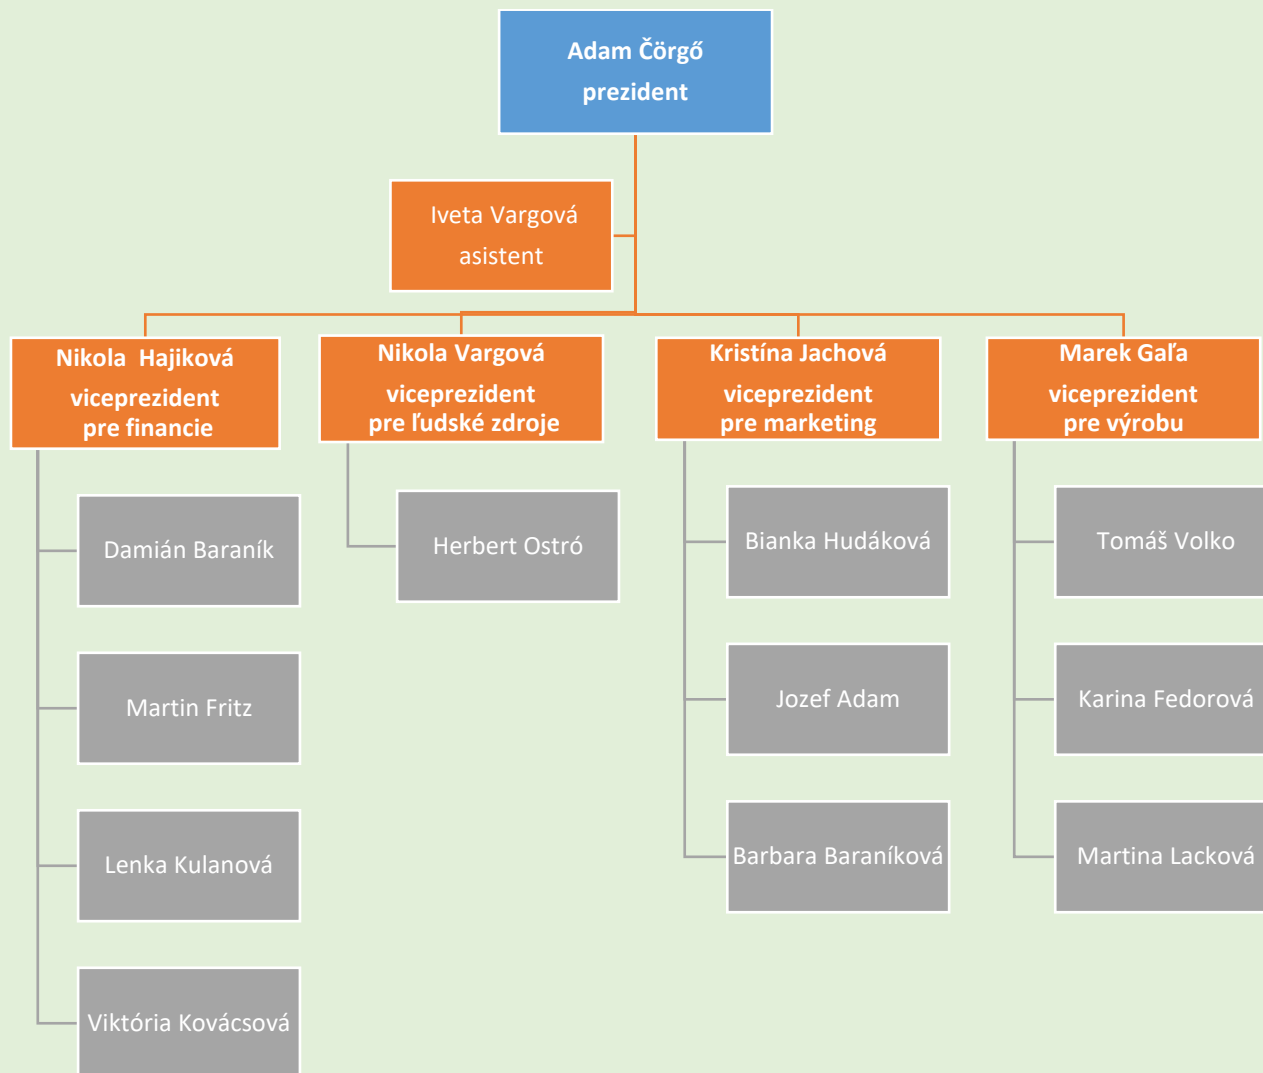 Adam Čörgő
prezident
Iveta Vargová
asistent
Nikola  Hajiková
viceprezident
pre financie
Nikola Vargová
viceprezident
pre ľudské zdroje
Kristína Jachová
viceprezident
pre marketing
Marek Gaľa
viceprezident
pre výrobu
Damián Baraník
Martin Fritz
Lenka Kulanová
Viktória Kovácsová
Herbert Ostró
Bianka Hudáková
Jozef Adam
Barbara Baraníková
Tomáš Volko
Karina Fedorová
Martina Lacková